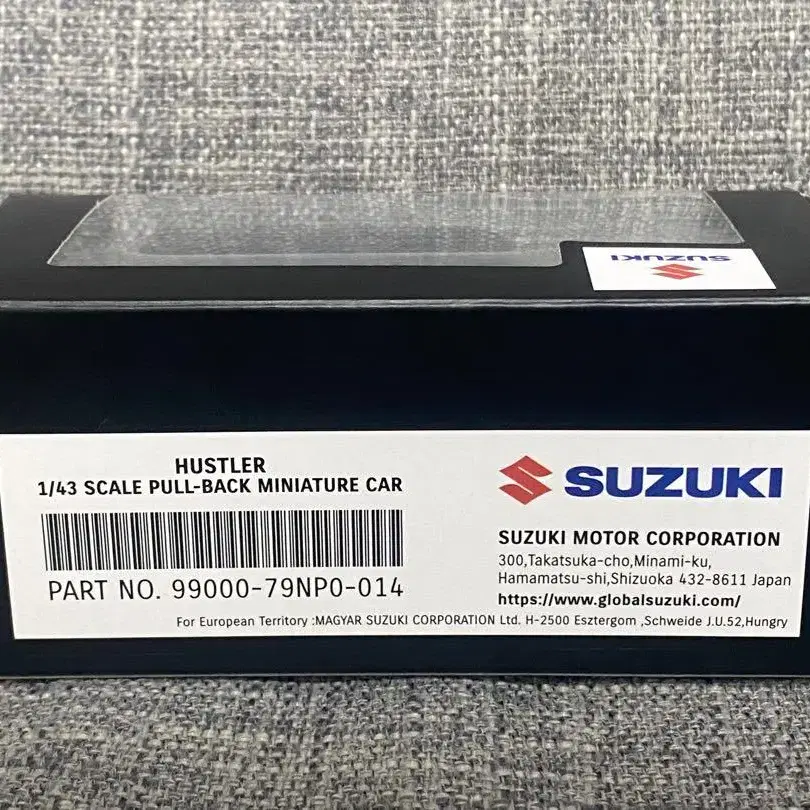 SUZUKI
HUSTLER
1/43 SCALE PULL-BACK MINIATURE CAR
PART NO. 99000-79NP0-014
SUZUKI
SUZUKI MOTOR CORPORATION
300,Takatsuka-cho,Minami-ku,
Hamamatsu-shi,Shizuoka 432-8611 Japan
https://www.globalsuzuki.com/
For European Territory :MAGYAR SUZUKI CORPORATION Ltd. H-2500 Esztergom ,Schweide J.U.52,Hungry